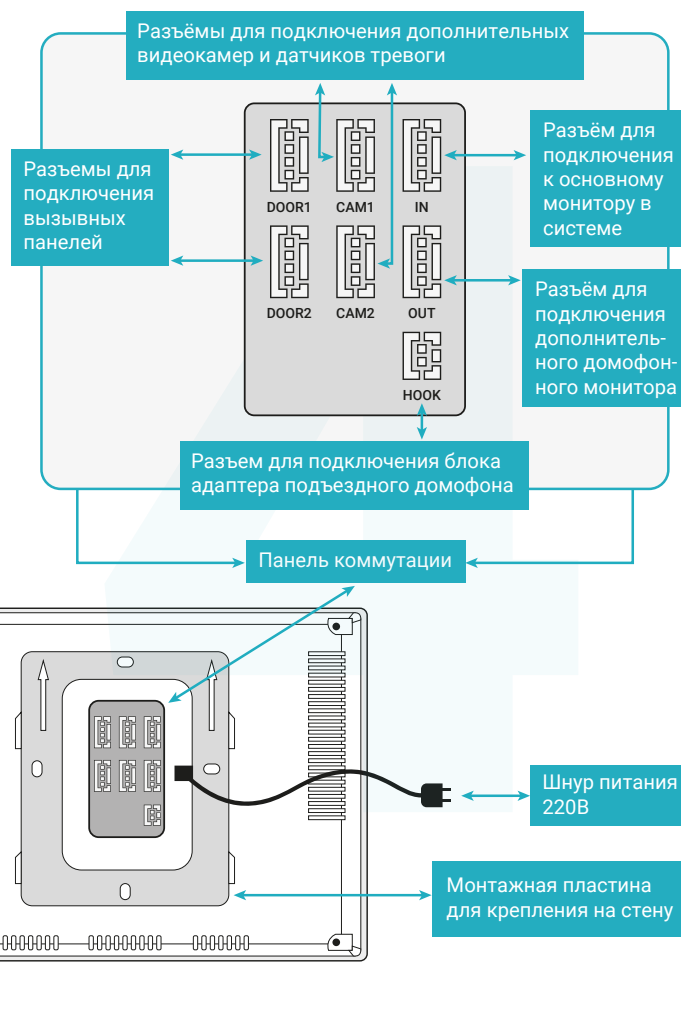 Разъёмы для подключения дополнительных
видеокамер и датчиков тревоги
Разъемы для
подключения
вызывных
панелей
DOOR1
CAM1
IN
DOOR2
CAM2
OUT
HOOK
Разъём для
подключения
к основному
монитору в
системе
Разъём для
подключения
дополнитель-
ного домофон-
ного монитора
Разъем для подключения блока
адаптера подъездного домофона
Панель коммутации
Шнур питания
220В
Монтажная пластина
для крепления на стену